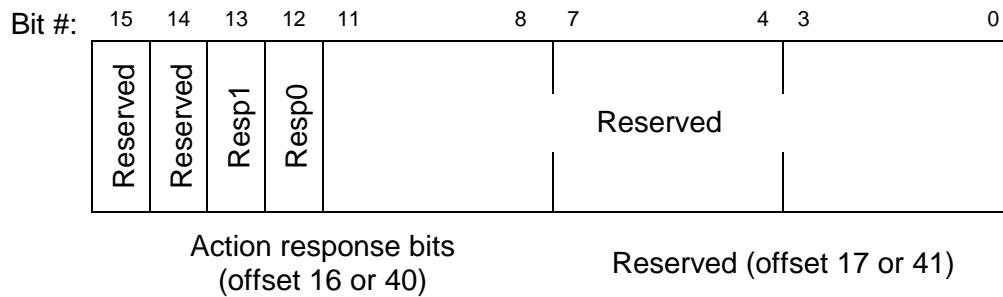 Bit #: 15 14 13 12 11 8 7 4 3 0
Reserved Reserved Resp1 Resp0 Reserved
Action response bits
(offset 16 or 40)
Reserved (offset 17 or 41)